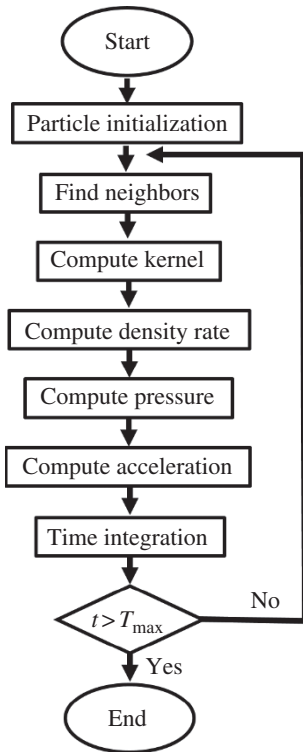 Start
Particle initialization
Find neighbors
Compute kernel
Compute density rate
Compute pressure
Compute acceleration
Time integration
t > Tmax
No
Yes
End